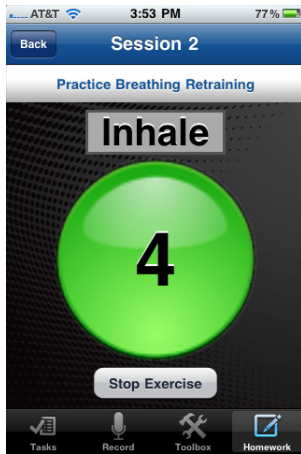 ..... AT&T 3:53 PM 77%
Back Session 2
Practice Breathing Retraining
Inhale
4
Stop Exercise
Tasks Record Toolbox Homework